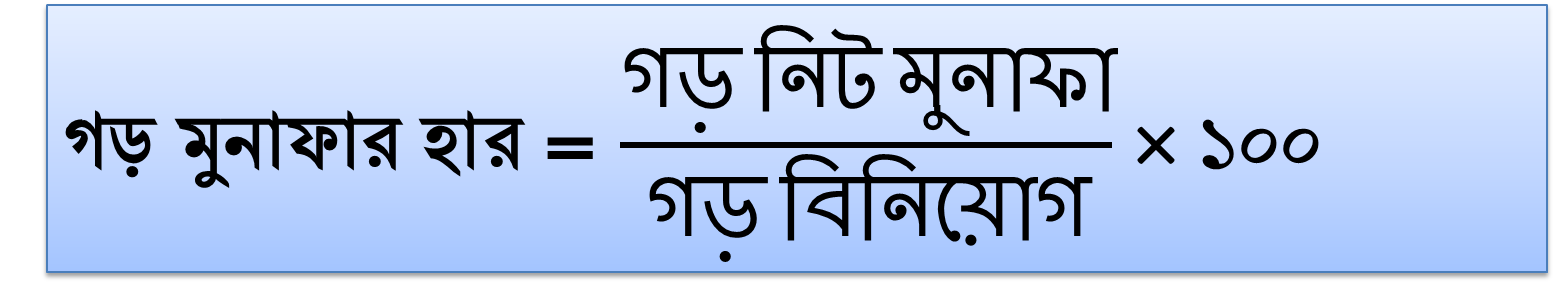 গড় মুনাফার হার = গড় নিট মুনাফা / গড় বিনিয়োগ × ১০০